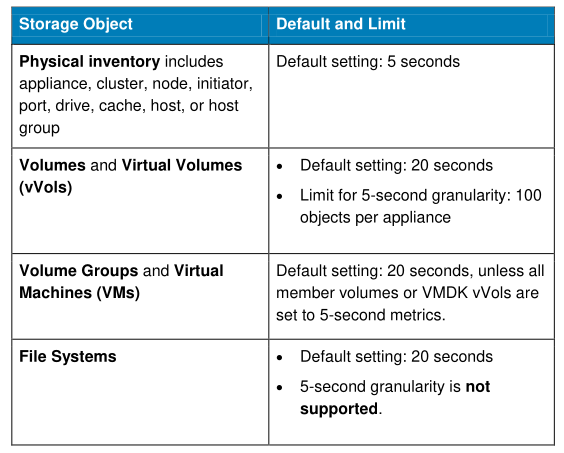 Storage Object
Default and Limit
Physical inventory includes
appliance, cluster, node, initiator,
port, drive, cache, host, or host
group
Default setting: 5 seconds
Volumes and Virtual Volumes
(vVols)
• Default setting: 20 seconds
• Limit for 5-second granularity: 100
objects per appliance
Volume Groups and Virtual
Machines (VMs)
Default setting: 20 seconds, unless all
member volumes or VMDK vVols are
set to 5-second metrics.
File Systems
• Default setting: 20 seconds
• 5-second granularity is not
supported.